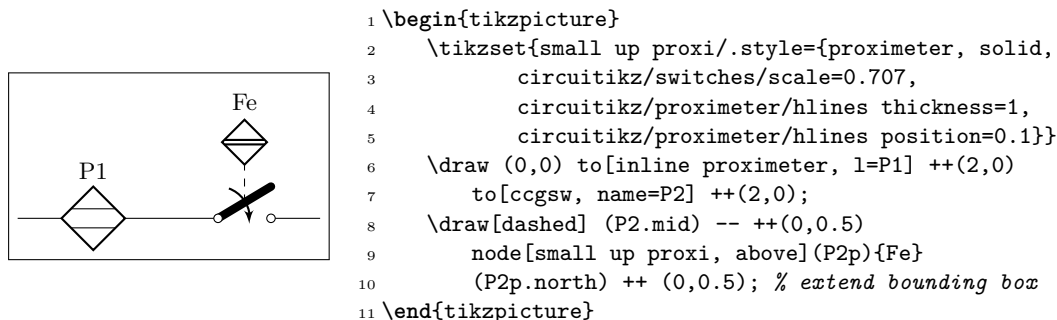 Fe
P1
1 \begin{tikzpicture}
2 \tikzset{small up proxi/.style={proximeter, solid,
3 circuitikz/switches/scale=0.707,
4 circuitikz/proximeter/hlines thickness=1,
5 circuitikz/proximeter/hlines position=0.1}}
6 \draw (0,0) to[inline proximeter, l=P1] ++(2,0)
7 to[ccgsw, name=P2] ++(2,0);
8 \draw[dashed] (P2.mid) -- ++(0,0.5)
9 node[small up proxi, above](P2p){Fe}
10 (P2p.north) ++ (0,0.5); % extend bounding box
11 \end{tikzpicture}